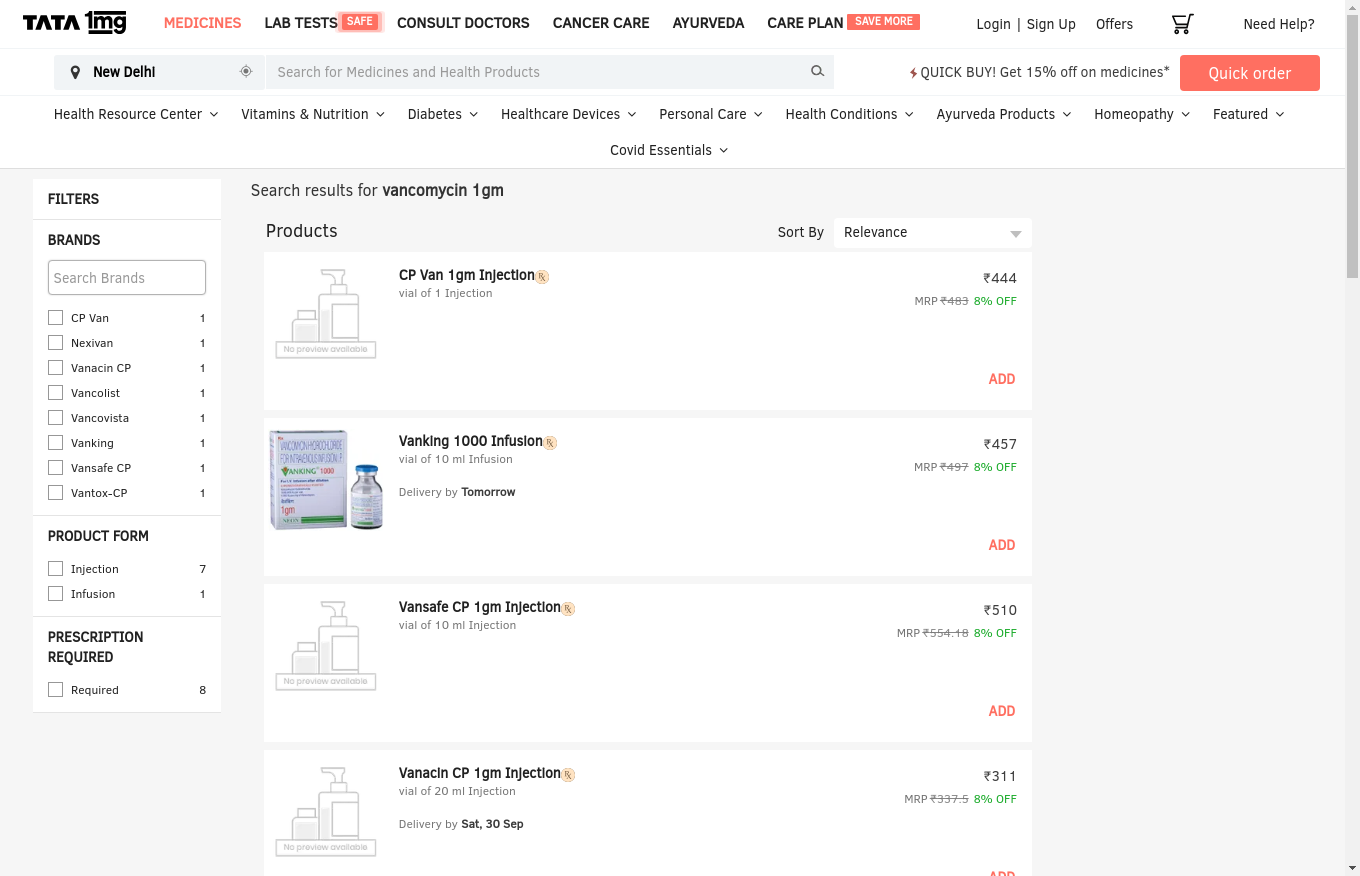 TATA 1mg
MEDICINES
LAB TESTS SAFE
CONSULT DOCTORS
CANCER CARE
AYURVEDA
CARE PLAN SAVE MORE
Login | Sign Up
Offers
Need Help?
New Delhi
Search for Medicines and Health Products
QUICK BUY! Get 15% off on medicines*
Quick order
Health Resource Center
Vitamins & Nutrition
Diabetes
Healthcare Devices
Personal Care
Health Conditions
Ayurveda Products
Homeopathy
Featured
Covid Essentials
FILTERS
BRANDS
Search Brands
CP Van 1
Nexivan 1
Vanacin CP 1
Vancolist 1
Vancovista 1
Vanking 1
Vansafe CP 1
Vantox-CP 1
PRODUCT FORM
Injection 7
Infusion 1
PRESCRIPTION
REQUIRED
Required 8
Search results for vancomycin 1gm
Products
Sort By Relevance
No preview available
CP Van 1gm Injection
vial of 1 Injection
₹444
MRP ₹483 8% OFF
ADD
VANCOMYCIN HYDROCHLORIDE
FOR INTRAVENOUS INFUSION I.P.
VANKING 1000
1gm
Vanking 1000 Infusion
vial of 10 ml Infusion
Delivery by Tomorrow
₹457
MRP ₹497 8% OFF
ADD
No preview available
Vansafe CP 1gm Injection
vial of 10 ml Injection
₹510
MRP ₹554.18 8% OFF
ADD
No preview available
Vanacin CP 1gm Injection
vial of 20 ml Injection
Delivery by Sat, 30 Sep
₹311
MRP ₹337.5 8% OFF
ADD